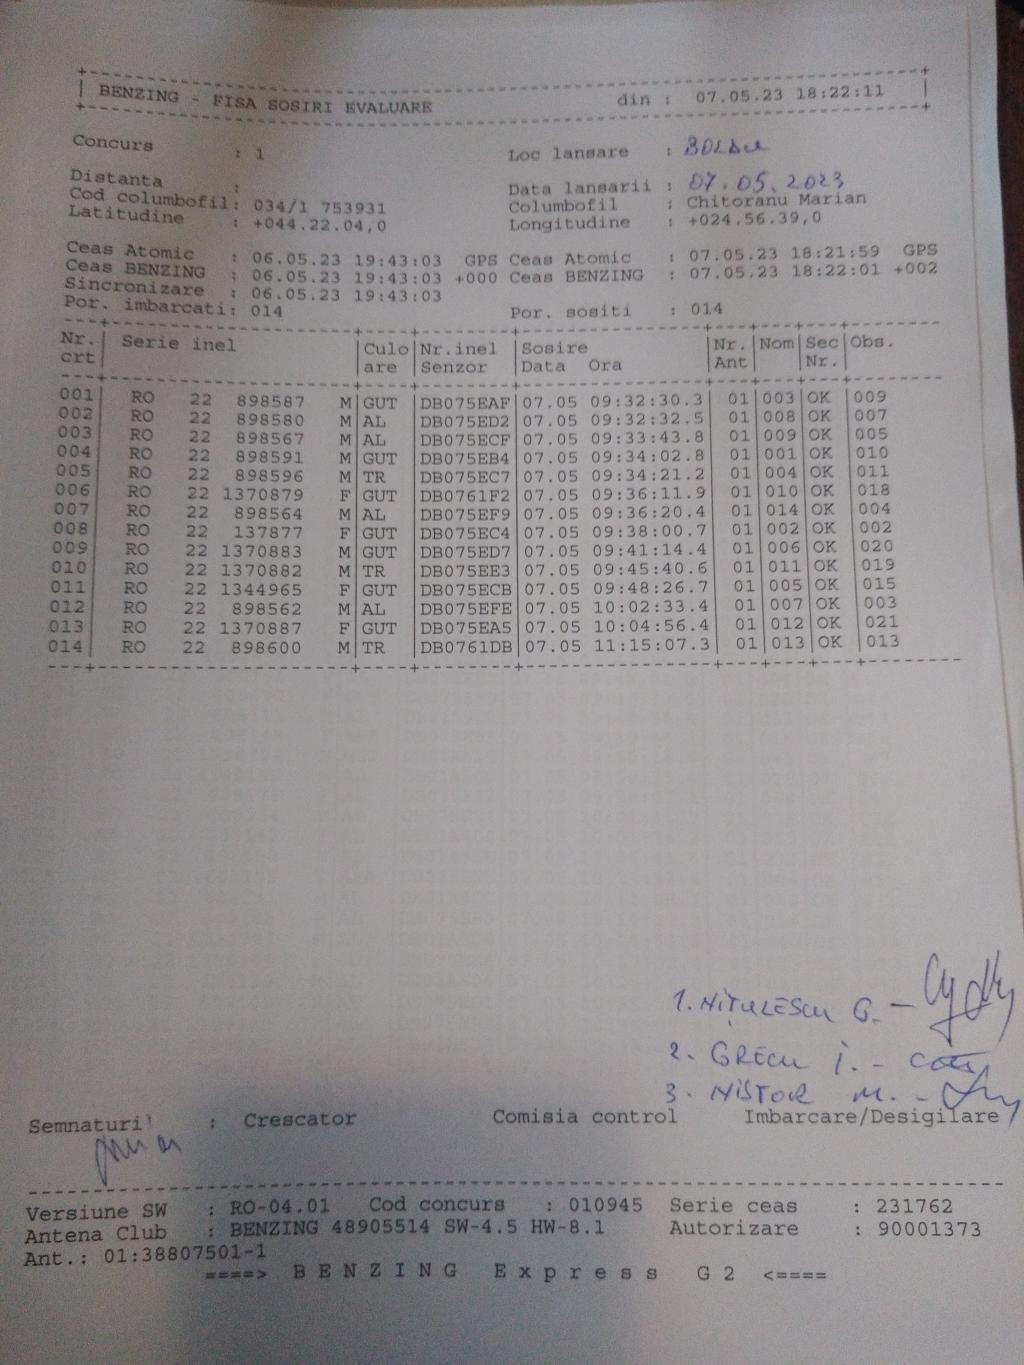 BENZING - FISA SOSIRI EVALUARE din : 07.05.23 18:22:11
Concurs : 1 Loc lansare :
Distanta : Data lansarii : 07.05.2023
Cod columbofil: 034/1 753931 Columbofil : Chitoranu Marian
Latitudine : +044.22.04,0 Longitudine : +024.56.39,0
Ceas Atomic : 06.05.23 19:43:03 GPS Ceas Atomic : 07.05.23 18:21:59 GPS
Ceas BENZING : 06.05.23 19:43:03 +000 Ceas BENZING : 07.05.23 18:22:01 +002
Sincronizare : 06.05.23 19:43:03
Por. imbarcati: 014 Por. sositi : 014
Nr. Serie inel Culo Nr.inel Sosire Nr. Nom Sec Obs.
crt are Senzor Data Ora Ant Nr.
001 RO 22 898587 M GUT DB075EAF 07.05 09:32:30.3 01 003 OK 009
002 RO 22 898580 M AL DB075ED2 07.05 09:32:32.5 01 008 OK 007
003 RO 22 898567 M AL DB075ECF 07.05 09:33:43.8 01 009 OK 005
004 RO 22 898591 M GUT DB075EB4 07.05 09:34:02.8 01 001 OK 010
005 RO 22 898596 M TR DB075EC7 07.05 09:34:21.2 01 004 OK 011
006 RO 22 1370879 F GUT DB0761F2 07.05 09:36:11.9 01 010 OK 018
007 RO 22 898564 M AL DB075EF9 07.05 09:36:20.4 01 014 OK 004
008 RO 22 137877 F GUT DB075EC4 07.05 09:38:00.7 01 002 OK 002
009 RO 22 1370883 M GUT DB075ED7 07.05 09:41:14.4 01 006 OK 020
010 RO 22 1370882 M TR DB075EE3 07.05 09:45:40.6 01 011 OK 019
011 RO 22 1344965 F GUT DB075ECB 07.05 09:48:26.7 01 005 OK 015
012 RO 22 898562 M AL DB075EFE 07.05 10:02:33.4 01 007 OK 003
013 RO 22 1370887 F GUT DB075EA5 07.05 10:04:56.4 01 012 OK 021
014 RO 22 898600 M TR DB0761DB 07.05 11:15:07.3 01 013 OK 013
1. NIȚULESCU G. -
2. GRECU I. -
3. NISTOR M. -
Semnaturi : Crescator Comisia control Imbarcare/Desigilare
Versiune SW : RO-04.01 Cod concurs : 010945 Serie ceas : 231762
Antena Club : BENZING 48905514 SW-4.5 HW-8.1 Autorizare : 90001373
Ant.: 01:38807501-1
====> B E N Z I N G E x p r e s s G 2 <====